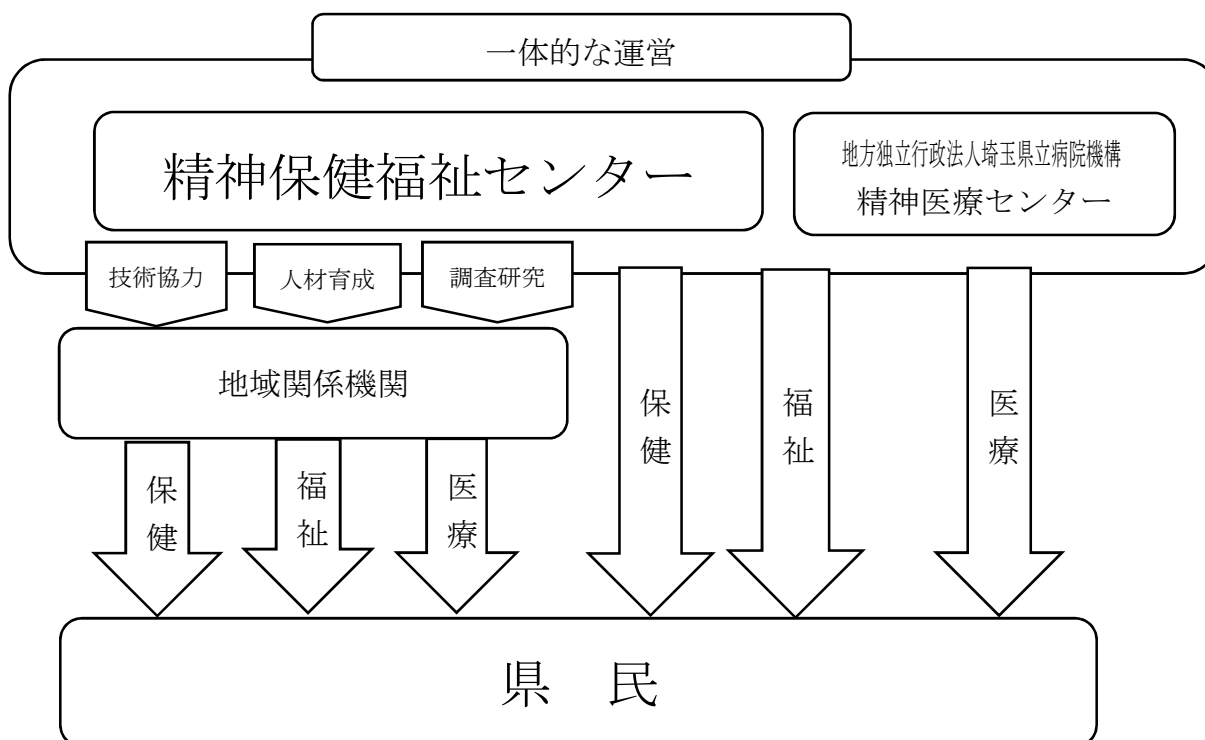 一体的な運営
精神保健福祉センター
地方独立行政法人埼玉県立病院機構
精神医療センター
技術協力
人材育成
調査研究
地域関係機関
保健
福祉
医療
保健
福祉
医療
県 民